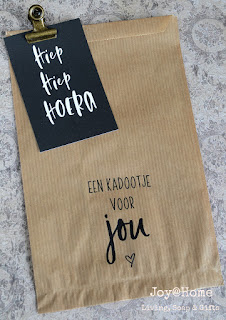 Hiep
Hiep
HOERA
EEN KADOOTJE
VOOR
jou
Joy@Home
Living, Soap & Gifts